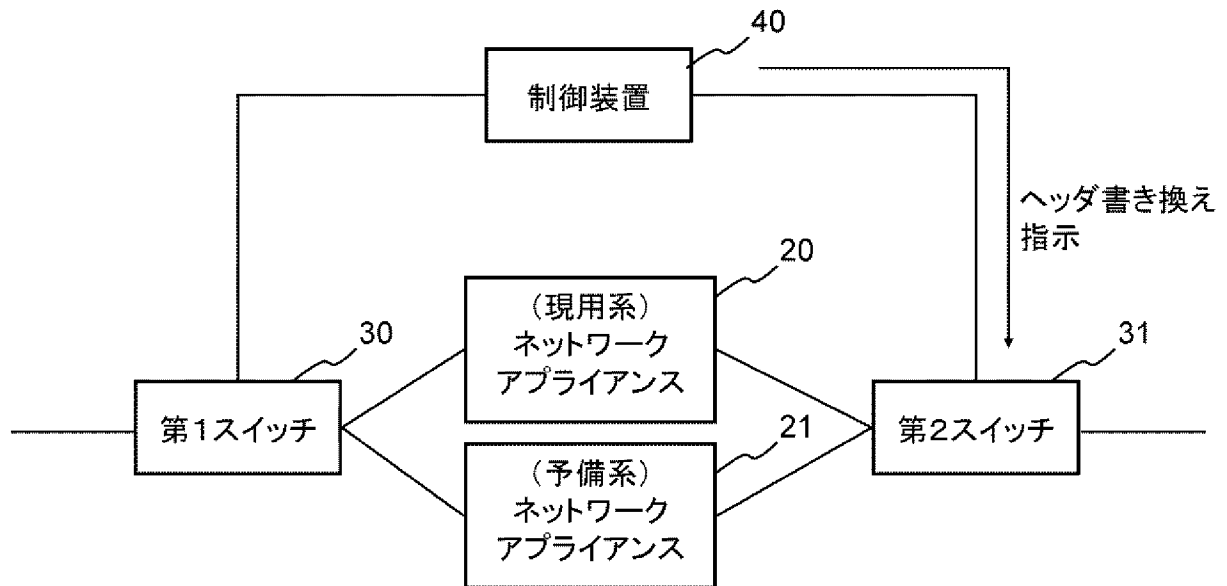 40
制御装置
ヘッダ書き換え
指示
20
（現用系）
ネットワーク
アプライアンス
30
第１スイッチ
31
第２スイッチ
21
（予備系）
ネットワーク
アプライアンス